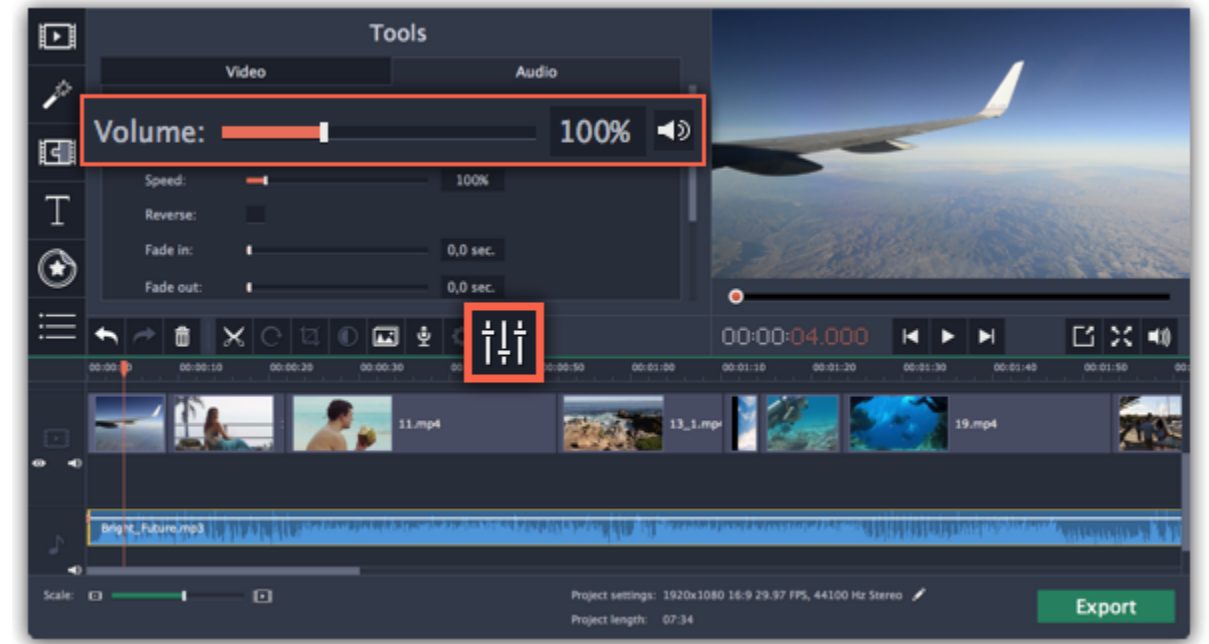 Tools
Video
Audio
Volume:
100%
Speed:
100%
Reverse:
Fade in:
0,0 sec.
Fade out:
0,0 sec.
00:00:04.000
00:00:10
00:00:20
00:00:30
00:00:50
00:01:00
00:01:10
00:01:20
00:01:30
00:01:40
00:01:50
11.mp4
19.mp4
Bright_Future.mp3
Scale:
Project settings: 1920x1080 16:9 29.97 FPS, 44100 Hz Stereo
Project length: 07:34
Export